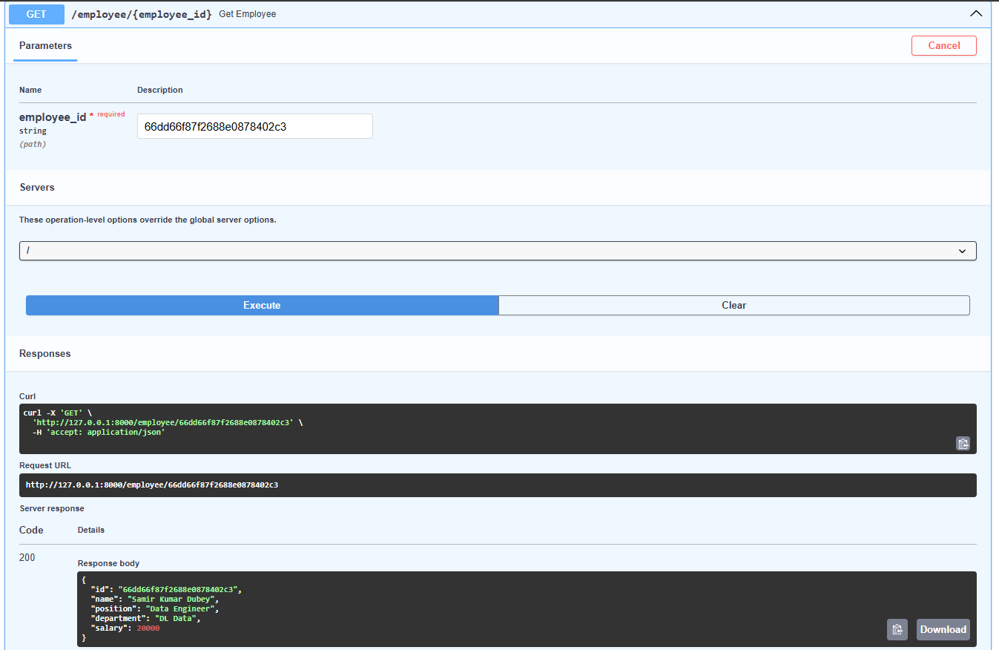 GET /employee/{employee_id} Get Employee
Parameters
Cancel
Name Description
employee_id * required
string
(path)
66dd66f87f2688e0878402c3
Servers
These operation-level options override the global server options.
/
Execute Clear
Responses
Curl
curl -X 'GET' \
'http://127.0.0.1:8000/employee/66dd66f87f2688e0878402c3' \
-H 'accept: application/json'
Request URL
http://127.0.0.1:8000/employee/66dd66f87f2688e0878402c3
Server response
Code Details
200
Response body
{
"id": "66dd66f87f2688e0878402c3",
"name": "Samir Kumar Dubey",
"position": "Data Engineer",
"department": "DL Data",
"salary": 20000
}
Download